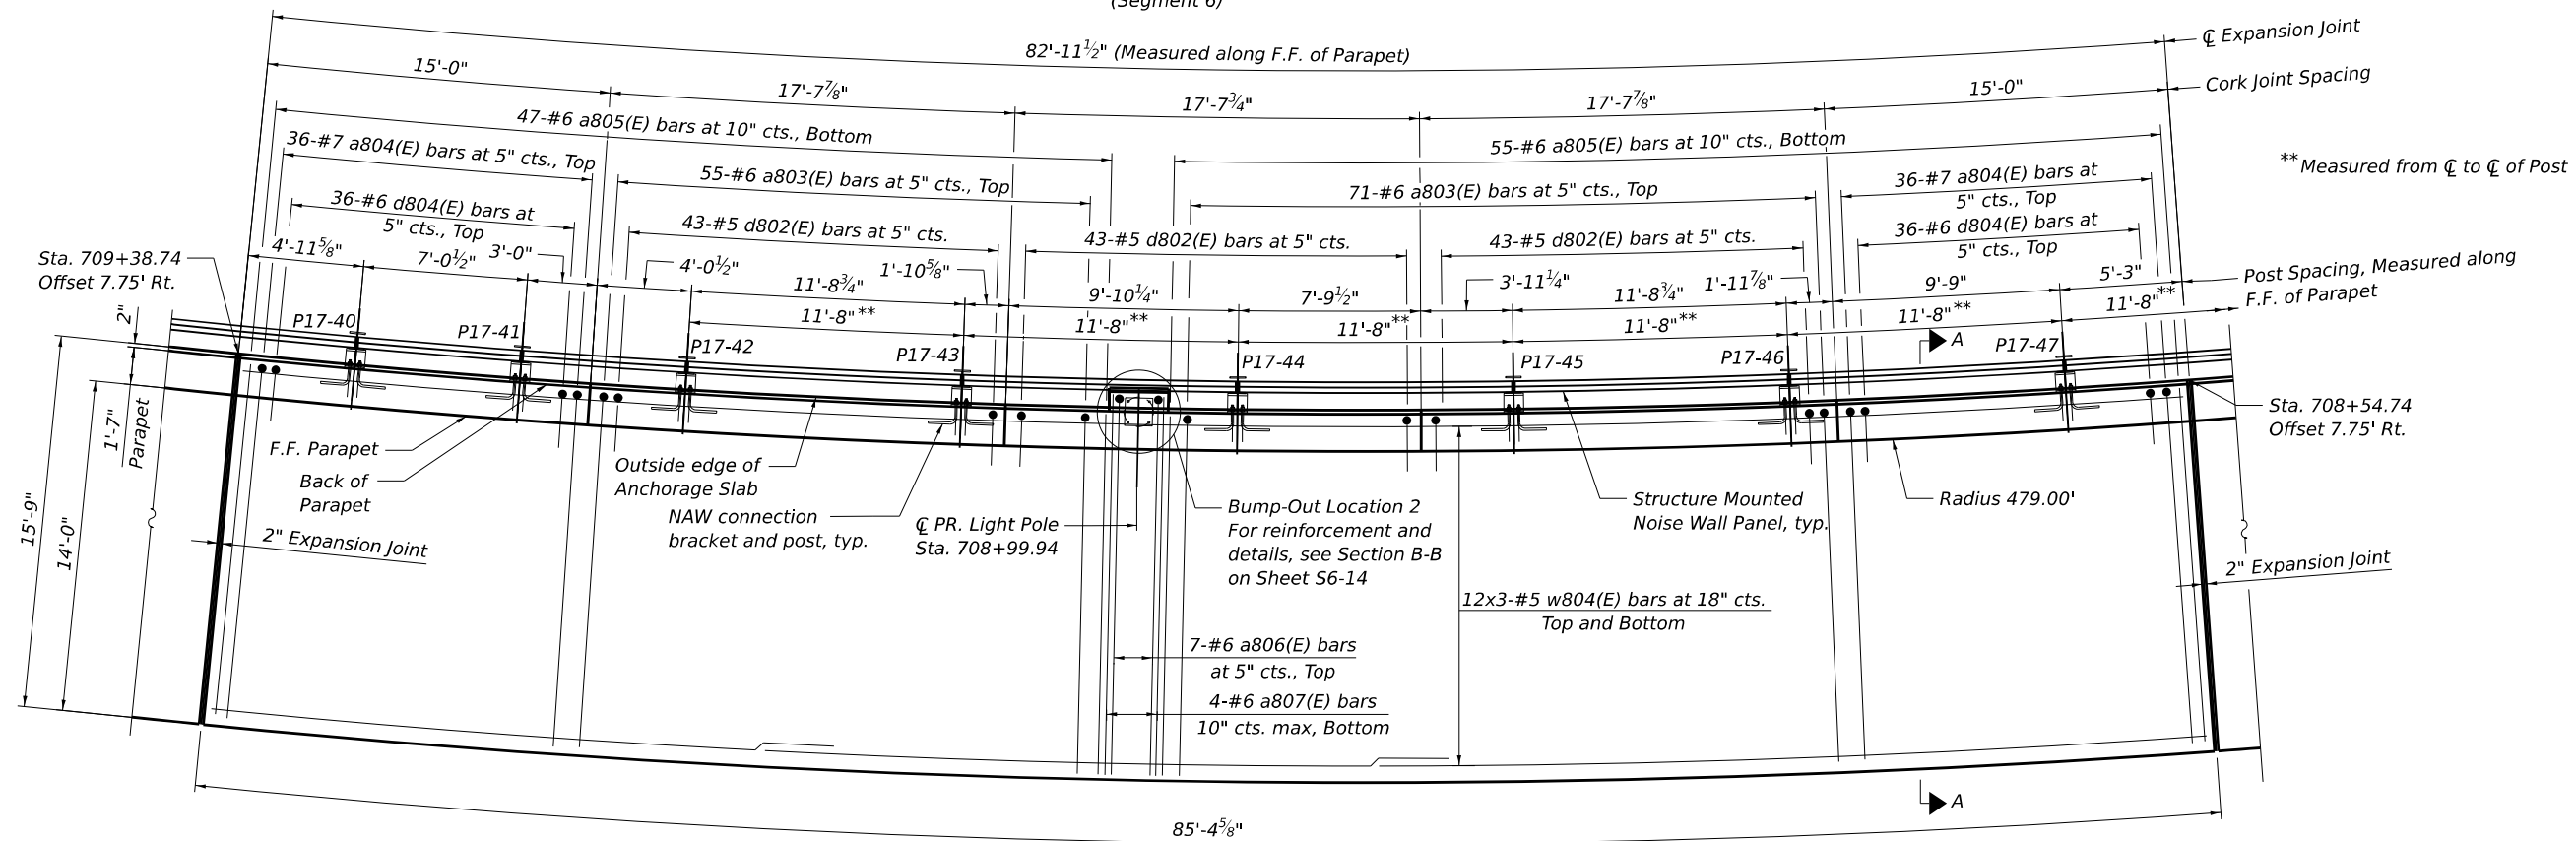 (Segment 6)
82'-11½" (Measured along F.F. of Parapet)
℄ Expansion Joint
15'-0"
17'-7⅞"
17'-7¾"
17'-7⅞"
15'-0"
Cork Joint Spacing
47-#6 a805(E) bars at 10" cts., Bottom
55-#6 a805(E) bars at 10" cts., Bottom
**Measured from ℄ to ℄ of Post
36-#7 a804(E) bars at 5" cts., Top
55-#6 a803(E) bars at 5" cts., Top
71-#6 a803(E) bars at 5" cts., Top
36-#7 a804(E) bars at
5" cts., Top
36-#6 d804(E) bars at
5" cts., Top
43-#5 d802(E) bars at 5" cts.
43-#5 d802(E) bars at 5" cts.
43-#5 d802(E) bars at 5" cts.
36-#6 d804(E) bars at
5" cts., Top
4'-11⅝"
7'-0½"
3'-0"
4'-0½"
11'-8¾"
1'-10⅝"
9'-10¼"
7'-9½"
3'-11¼"
11'-8¾"
1'-11⅞"
9'-9"
5'-3"
Post Spacing, Measured along
F.F. of Parapet
Sta. 709+38.74
Offset 7.75' Rt.
11'-8"**
11'-8"**
11'-8"**
11'-8"**
11'-8"**
11'-8"**
2"
P17-40
P17-41
P17-42
P17-43
P17-44
P17-45
P17-46
P17-47
A
1'-7"
Parapet
15'-9"
14'-0"
F.F. Parapet
Back of
Parapet
2" Expansion Joint
Outside edge of
Anchorage Slab
NAW connection
bracket and post, typ.
℄ PR. Light Pole
Sta. 708+99.94
Bump-Out Location 2
For reinforcement and
details, see Section B-B
on Sheet S6-14
Structure Mounted
Noise Wall Panel, typ.
Radius 479.00'
Sta. 708+54.74
Offset 7.75' Rt.
2" Expansion Joint
12x3-#5 w804(E) bars at 18" cts.
Top and Bottom
7-#6 a806(E) bars
at 5" cts., Top
4-#6 a807(E) bars
10" cts. max, Bottom
A
85'-4⅝"